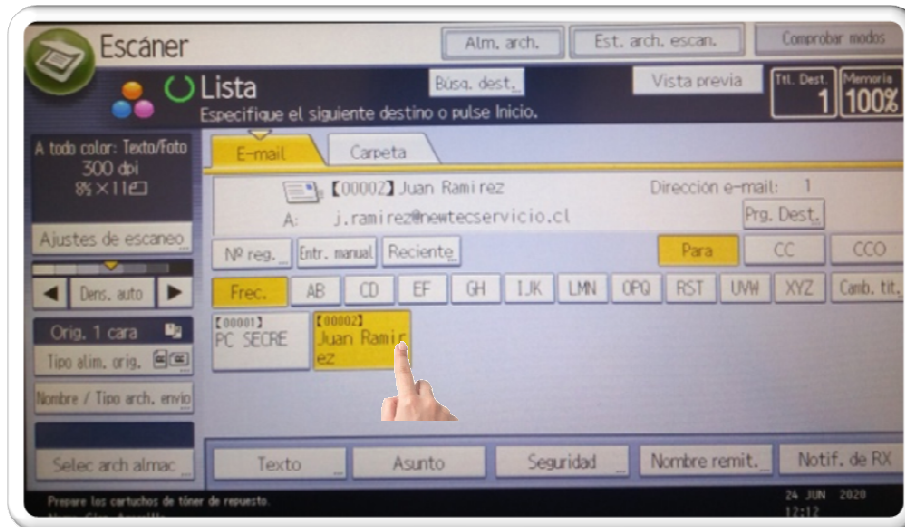 Escáner
Alm. arch.
Est. arch. escan.
Comprobar modos
Lista
Búsq. dest.
Vista previa
Ttl. Dest.
1
Memoria
100%
Especifique el siguiente destino o pulse Inicio.
A todo color: Texto/Foto
300 dpi
8½×11
E-mail
Carpeta
【00002】Juan Ramirez
Dirección e-mail: 1
A: j.ramirez@newtecservicio.cl
Prg. Dest.
Ajustes de escaneo
Nº reg.
Entr. manual
Reciente
Para
CC
CCO
Dens. auto
Frec.
AB
CD
EF
GH
IJK
LMN
OPQ
RST
UVW
XYZ
Camb. tít.
【00001】
PC SECRE
【00002】
Juan Ramir
ez
Orig. 1 cara
Tipo alim. orig.
Nombre / Tipo arch. envío
Selec arch almac
Texto
Asunto
Seguridad
Nombre remit.
Notif. de RX
Prepare los cartuchos de tóner de repuesto.
24 JUN 2020
12:12